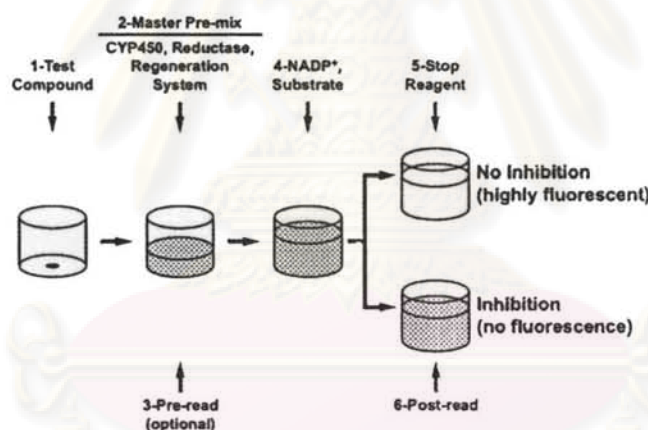 2-Master Pre-mix
CYP450, Reductase,
Regeneration
System
1-Test
Compound
4-NADP⁺,
Substrate
5-Stop
Reagent
No Inhibition
(highly fluorescent)
Inhibition
(no fluorescence)
3-Pre-read
(optional)
6-Post-read